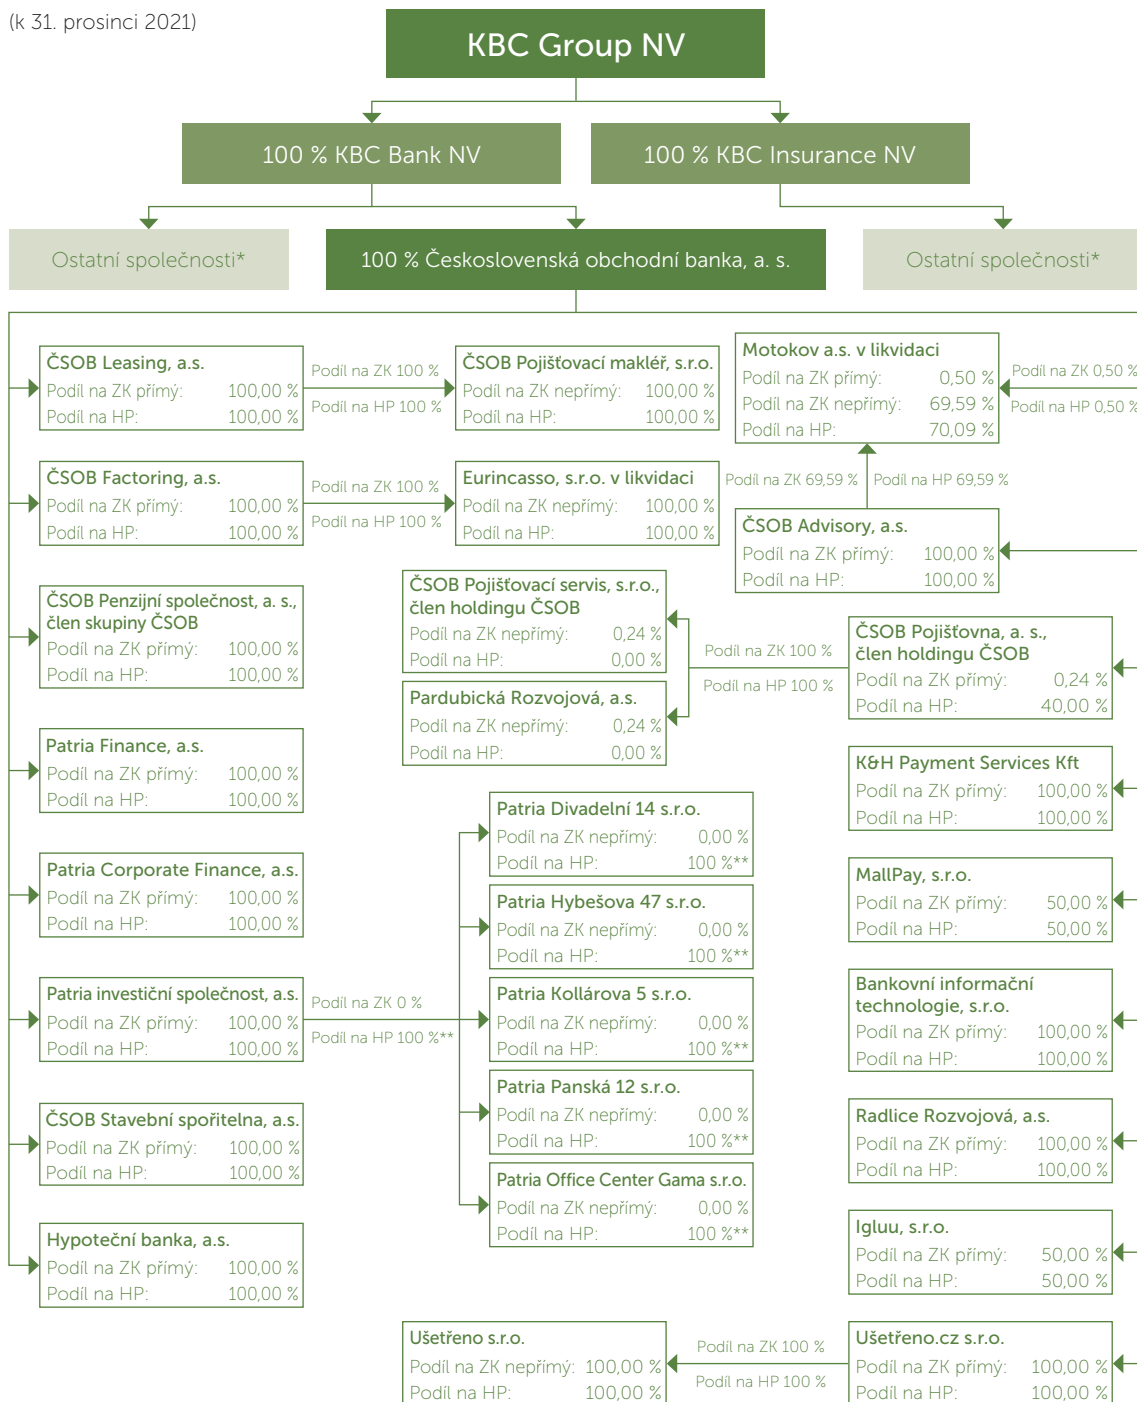 (k 31. prosinci 2021)
KBC Group NV
100 % KBC Bank NV
100 % KBC Insurance NV
Ostatní společnosti*
100 % Československá obchodní banka, a. s.
Ostatní společnosti*
ČSOB Leasing, a.s.
Podíl na ZK přímý: 100,00 %
Podíl na HP: 100,00 %
Podíl na ZK 100 %
Podíl na HP 100 %
ČSOB Pojišťovací makléř, s.r.o.
Podíl na ZK nepřímý: 100,00 %
Podíl na HP: 100,00 %
Motokov a.s. v likvidaci
Podíl na ZK přímý: 0,50 %
Podíl na ZK nepřímý: 69,59 %
Podíl na HP: 70,09 %
Podíl na ZK 0,50 %
Podíl na HP 0,50 %
ČSOB Factoring, a.s.
Podíl na ZK přímý: 100,00 %
Podíl na HP: 100,00 %
Podíl na ZK 100 %
Podíl na HP 100 %
Eurincasso, s.r.o. v likvidaci
Podíl na ZK nepřímý: 100,00 %
Podíl na HP: 100,00 %
Podíl na ZK 69,59 %
Podíl na HP 69,59 %
ČSOB Advisory, a.s.
Podíl na ZK přímý: 100,00 %
Podíl na HP: 100,00 %
ČSOB Penzijní společnost, a. s.,
člen skupiny ČSOB
Podíl na ZK přímý: 100,00 %
Podíl na HP: 100,00 %
ČSOB Pojišťovací servis, s.r.o.,
člen holdingu ČSOB
Podíl na ZK nepřímý: 0,24 %
Podíl na HP: 0,00 %
Pardubická Rozvojová, a.s.
Podíl na ZK nepřímý: 0,24 %
Podíl na HP: 0,00 %
Podíl na ZK 100 %
Podíl na HP 100 %
ČSOB Pojišťovna, a. s.,
člen holdingu ČSOB
Podíl na ZK přímý: 0,24 %
Podíl na HP: 40,00 %
Patria Finance, a.s.
Podíl na ZK přímý: 100,00 %
Podíl na HP: 100,00 %
K&H Payment Services Kft
Podíl na ZK přímý: 100,00 %
Podíl na HP: 100,00 %
Patria Corporate Finance, a.s.
Podíl na ZK přímý: 100,00 %
Podíl na HP: 100,00 %
Patria Divadelní 14 s.r.o.
Podíl na ZK nepřímý: 0,00 %
Podíl na HP: 100 %**
MallPay, s.r.o.
Podíl na ZK přímý: 50,00 %
Podíl na HP: 50,00 %
Patria Hybešova 47 s.r.o.
Podíl na ZK nepřímý: 0,00 %
Podíl na HP: 100 %**
Patria investiční společnost, a.s.
Podíl na ZK přímý: 100,00 %
Podíl na HP: 100,00 %
Podíl na ZK 0 %
Podíl na HP 100 %**
Patria Kollárova 5 s.r.o.
Podíl na ZK nepřímý: 0,00 %
Podíl na HP: 100 %**
Bankovní informační
technologie, s.r.o.
Podíl na ZK přímý: 100,00 %
Podíl na HP: 100,00 %
Patria Panská 12 s.r.o.
Podíl na ZK nepřímý: 0,00 %
Podíl na HP: 100 %**
ČSOB Stavební spořitelna, a.s.
Podíl na ZK přímý: 100,00 %
Podíl na HP: 100,00 %
Radlice Rozvojová, a.s.
Podíl na ZK přímý: 100,00 %
Podíl na HP: 100,00 %
Patria Office Center Gama s.r.o.
Podíl na ZK nepřímý: 0,00 %
Podíl na HP: 100 %**
Hypoteční banka, a.s.
Podíl na ZK přímý: 100,00 %
Podíl na HP: 100,00 %
Igluu, s.r.o.
Podíl na ZK přímý: 50,00 %
Podíl na HP: 50,00 %
Ušetřeno s.r.o.
Podíl na ZK nepřímý: 100,00 %
Podíl na HP: 100,00 %
Podíl na ZK 100 %
Podíl na HP 100 %
Ušetřeno.cz s.r.o.
Podíl na ZK přímý: 100,00 %
Podíl na HP: 100,00 %